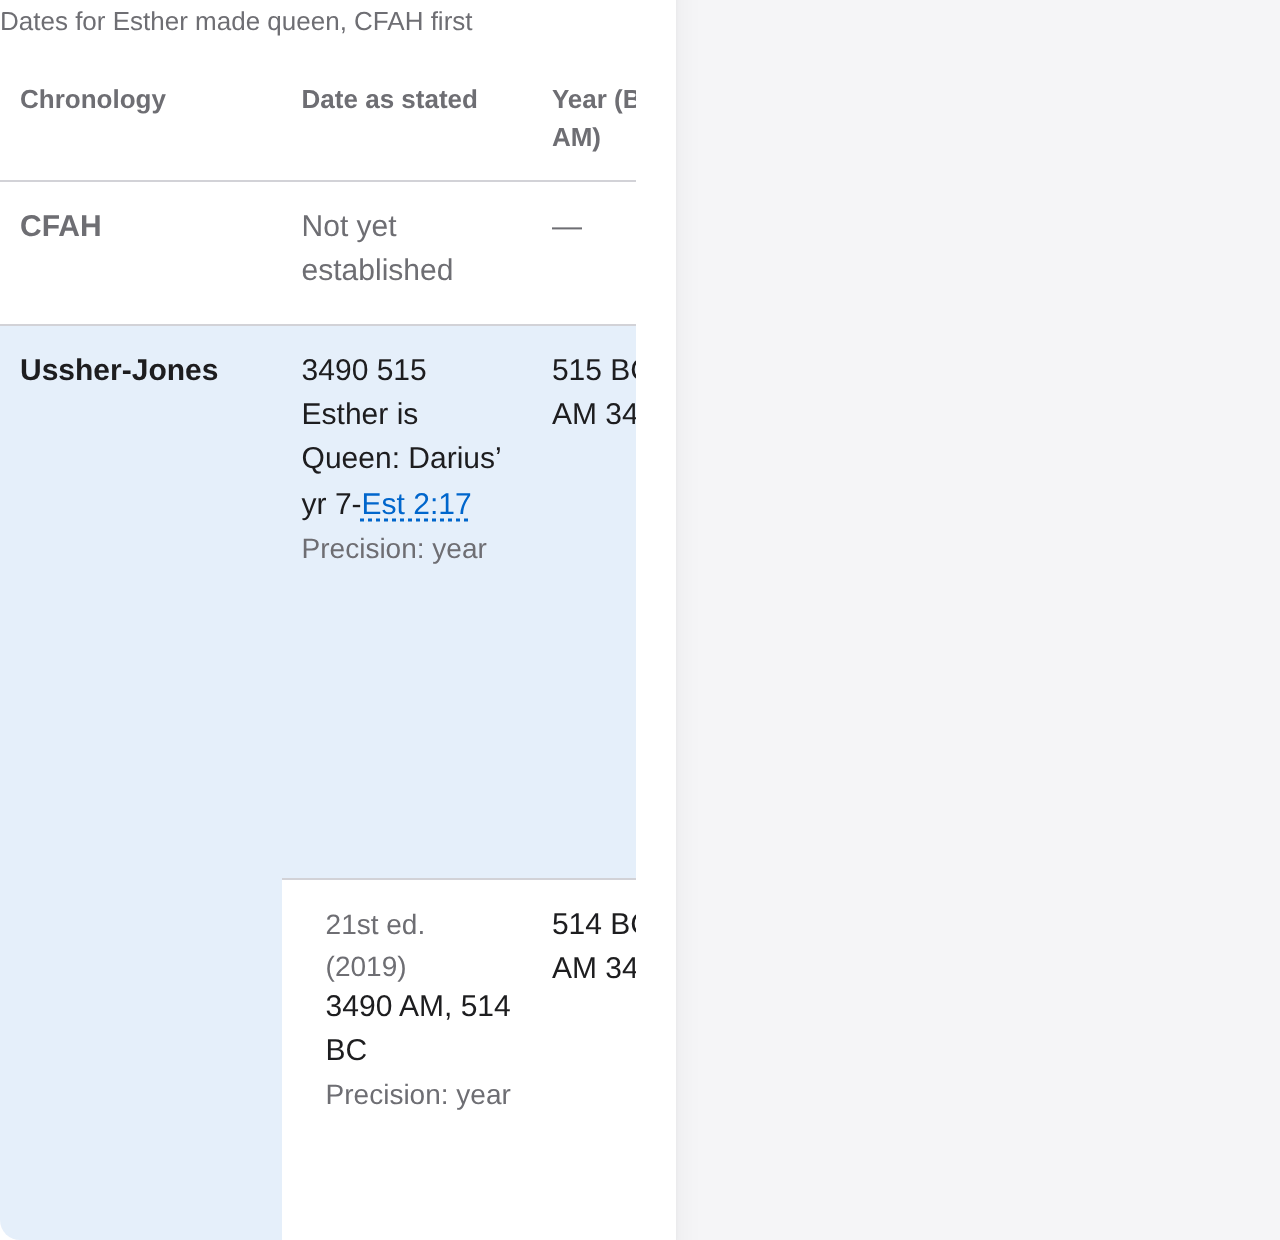 Dates for Esther made queen, CFAH first
Chronology
Date as stated
Year (B
AM)
CFAH
Not yet
established
—
Ussher-Jones
3490 515
Esther is
Queen: Darius’
yr 7-Est 2:17
Precision: year
515 BC
AM 34
21st ed.
(2019)
3490 AM, 514
BC
Precision: year
514 BC
AM 34